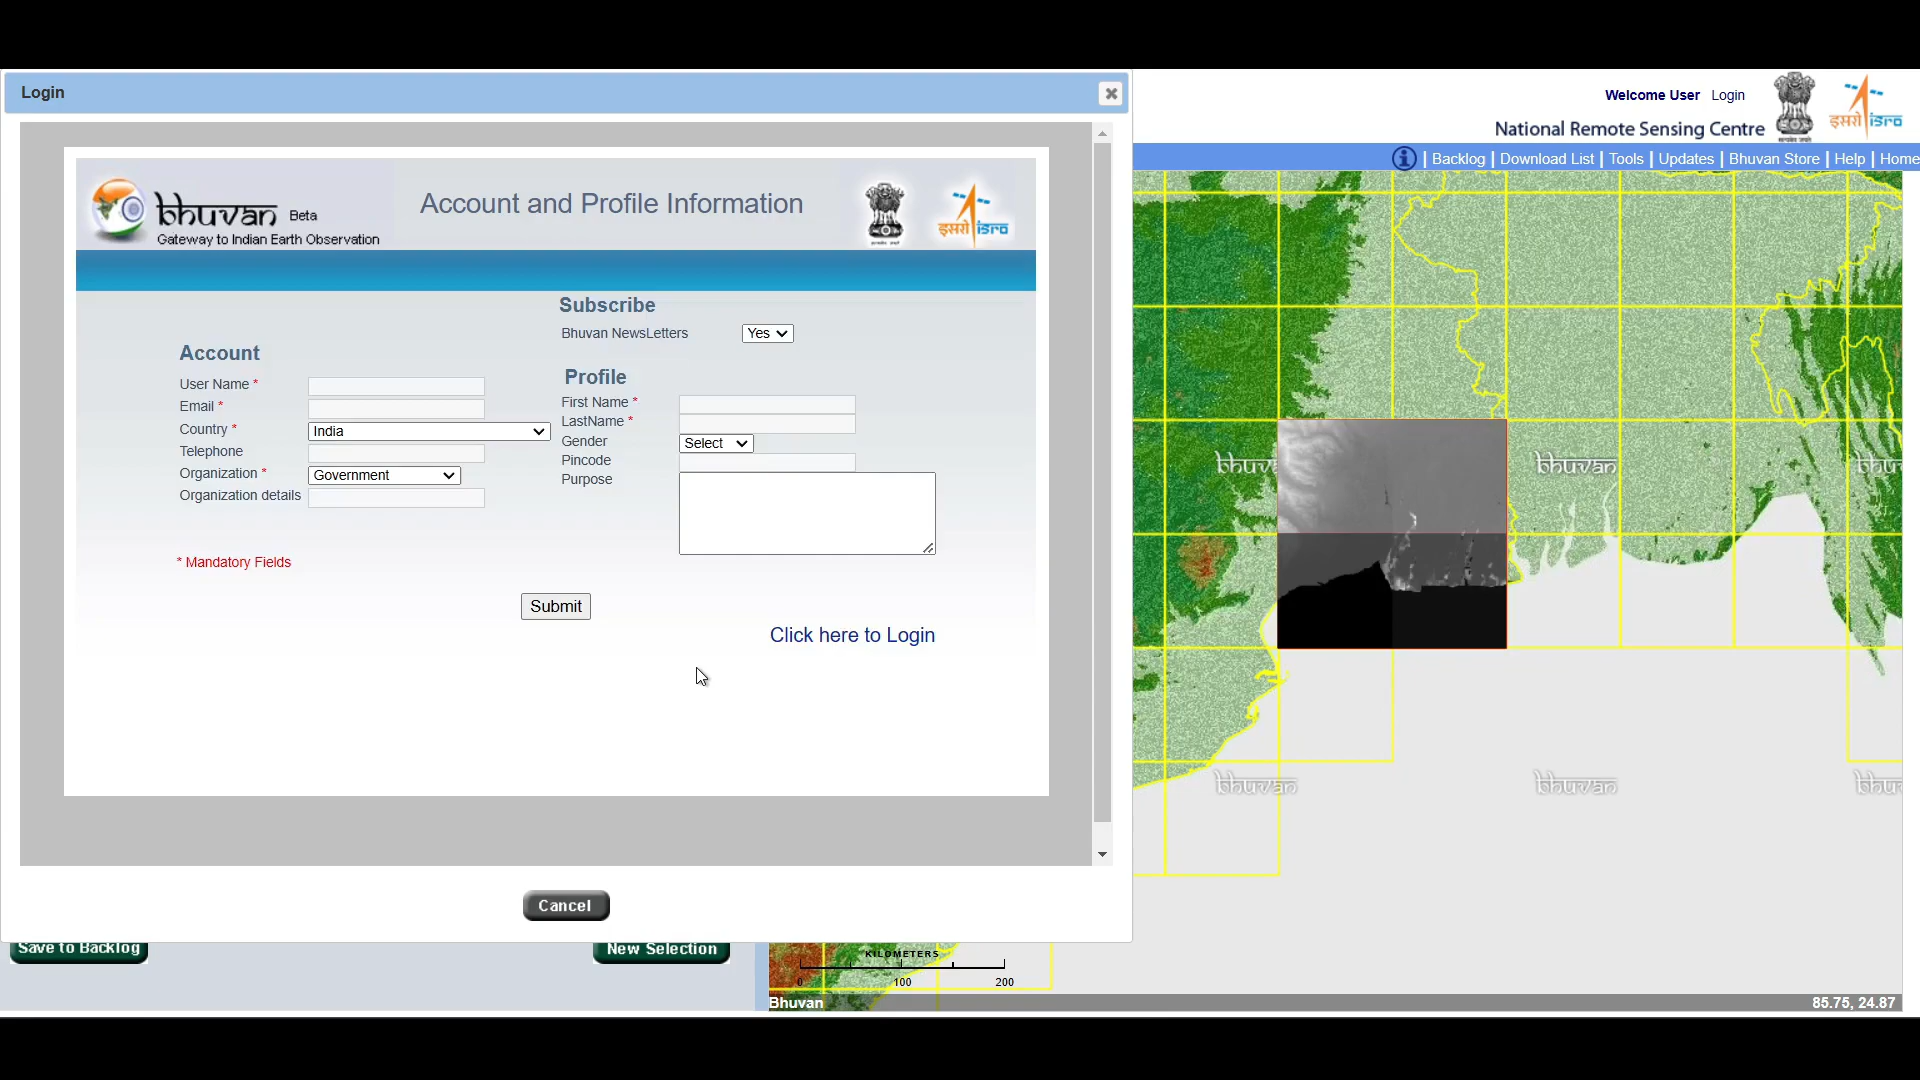 Login
Welcome User Login
National Remote Sensing Centre
इसरो isro
| Backlog | Download List | Tools | Updates | Bhuvan Store | Help | Home
bhuvan Beta
Gateway to Indian Earth Observation
Account and Profile Information
इसरो isro
Subscribe
Bhuvan NewsLetters Yes
Account
User Name *
Email *
Country * India
Telephone
Organization * Government
Organization details
* Mandatory Fields
Profile
First Name *
LastName *
Gender Select
Pincode
Purpose
Submit
Click here to Login
Cancel
Save to Backlog
New Selection
bhuvan
bhuvan
bhuvan
bhuvan
KILOMETERS
0 100 200
Bhuvan
85.75, 24.87